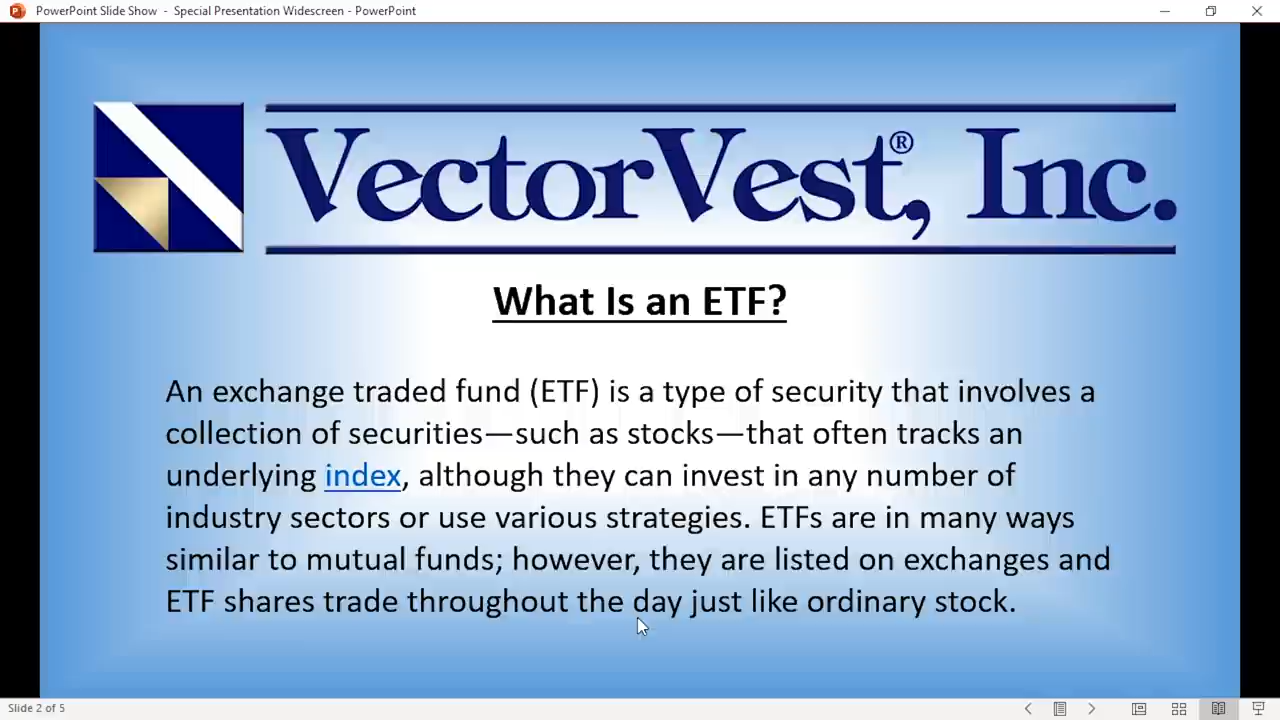 PowerPoint Slide Show - Special Presentation Widescreen - PowerPoint
VectorVest®, Inc.
What Is an ETF?
An exchange traded fund (ETF) is a type of security that involves a
collection of securities—such as stocks—that often tracks an
underlying index, although they can invest in any number of
industry sectors or use various strategies. ETFs are in many ways
similar to mutual funds; however, they are listed on exchanges and
ETF shares trade throughout the day just like ordinary stock.
Slide 2 of 5